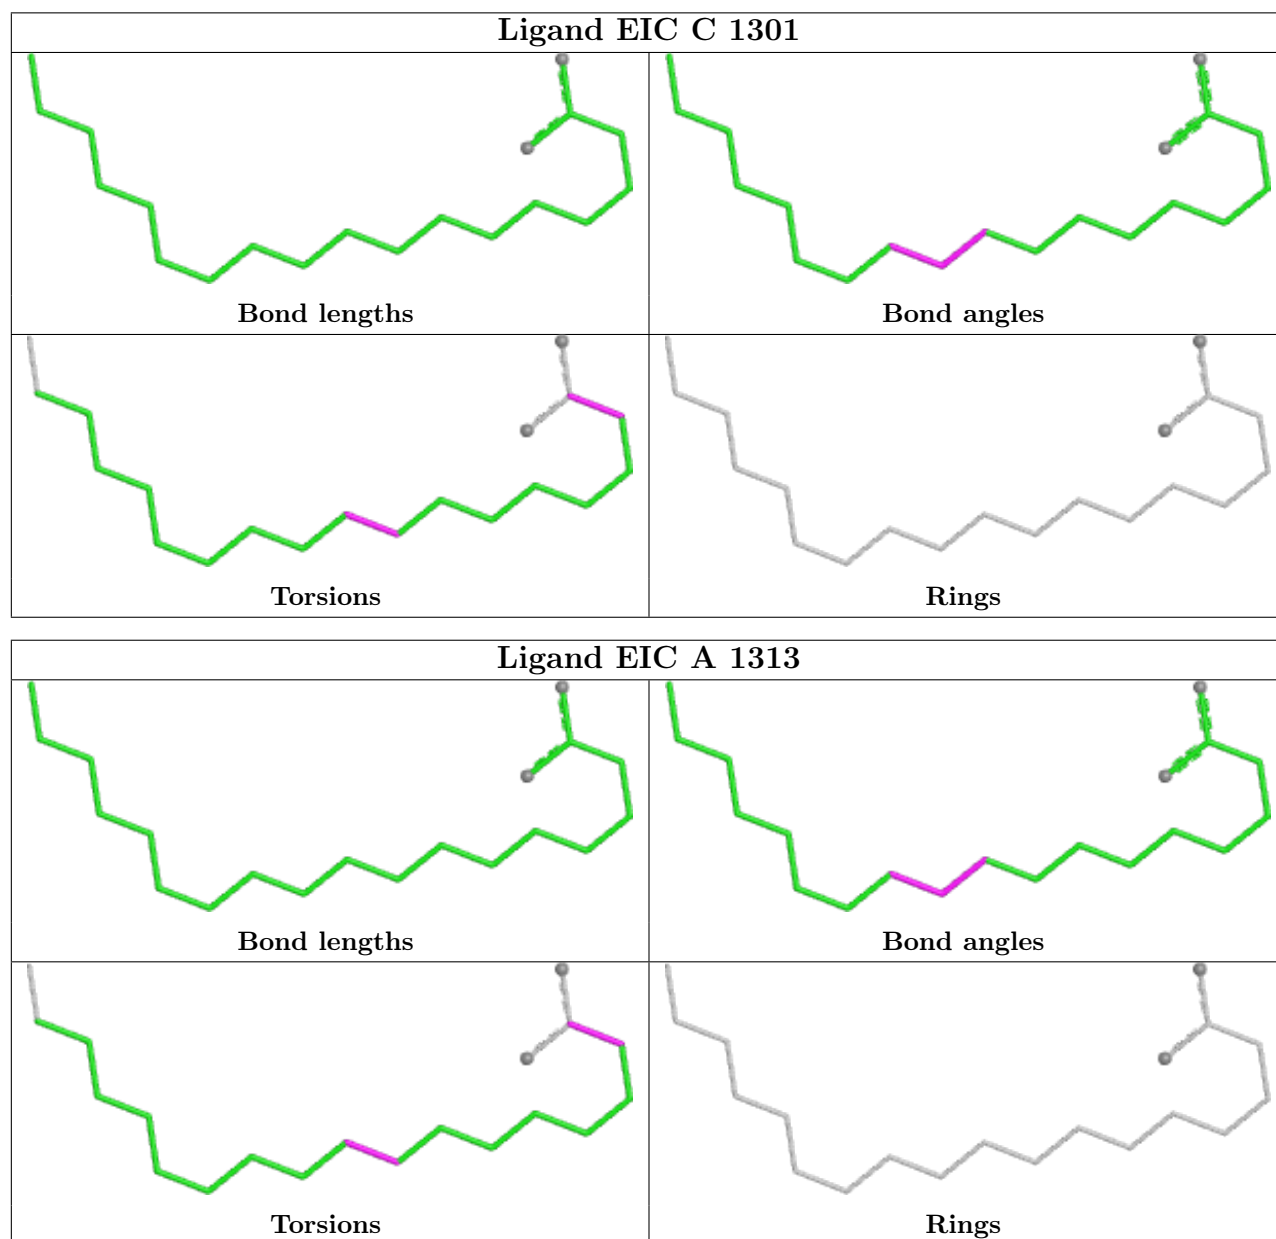 Ligand EIC C 1301
Bond lengths
Bond angles
Torsions
Rings
Ligand EIC A 1313
Bond lengths
Bond angles
Torsions
Rings